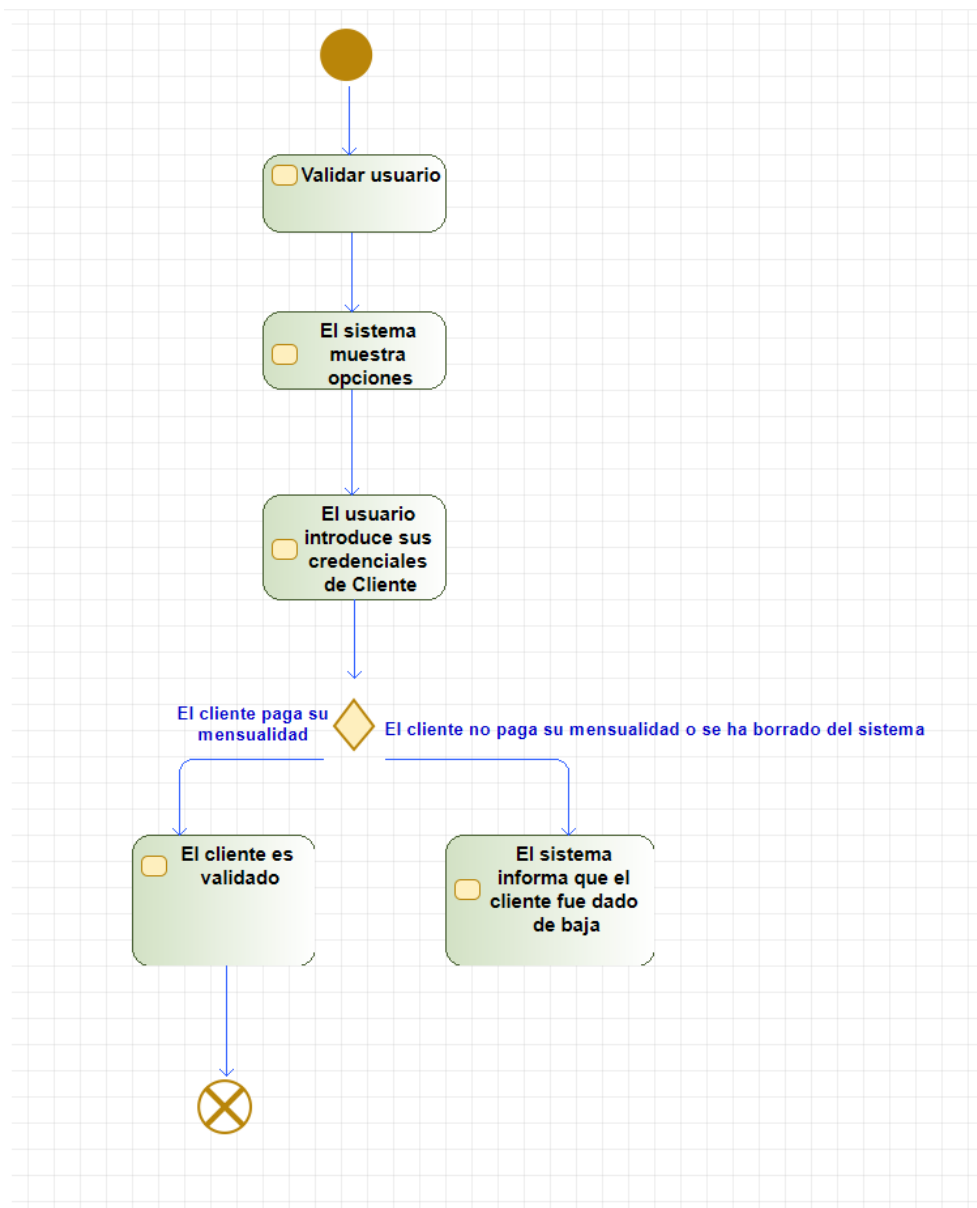 Validar usuario
El sistema
muestra
opciones
El usuario
introduce sus
credenciales
de Cliente
El cliente paga su
mensualidad
El cliente no paga su mensualidad o se ha borrado del sistema
El cliente es
validado
El sistema
informa que el
cliente fue dado
de baja